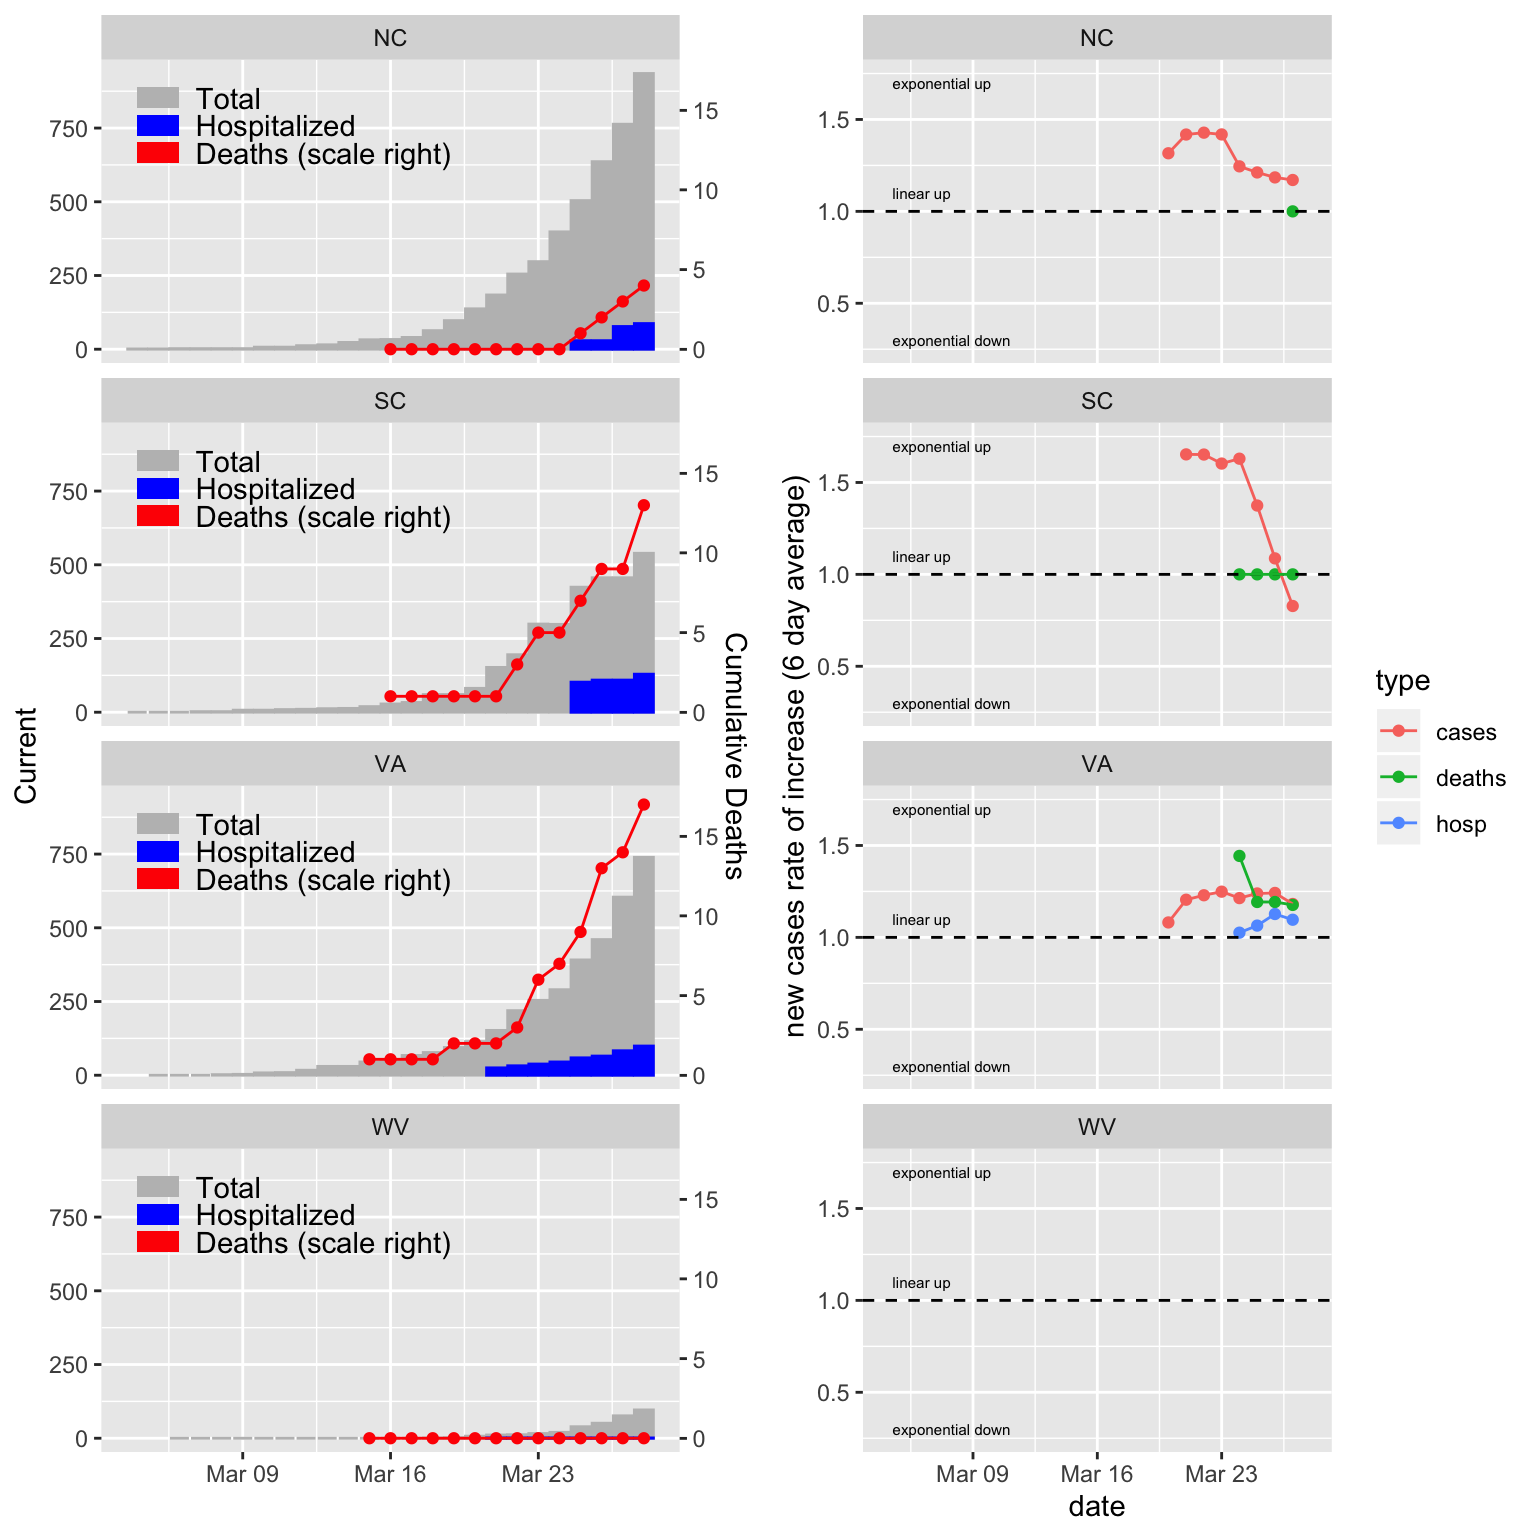 NC
Total
Hospitalized
Deaths (scale right)
750
500
250
0
15
10
5
0
SC
Total
Hospitalized
Deaths (scale right)
750
500
250
0
15
10
5
0
VA
Total
Hospitalized
Deaths (scale right)
750
500
250
0
15
10
5
0
WV
Total
Hospitalized
Deaths (scale right)
750
500
250
0
15
10
5
0
Mar 09 Mar 16 Mar 23
Current
Cumulative Deaths
NC
exponential up
linear up
exponential down
1.5
1.0
0.5
SC
exponential up
linear up
exponential down
1.5
1.0
0.5
VA
exponential up
linear up
exponential down
1.5
1.0
0.5
WV
exponential up
linear up
exponential down
1.5
1.0
0.5
Mar 09 Mar 16 Mar 23
date
new cases rate of increase (6 day average)
type
cases
deaths
hosp